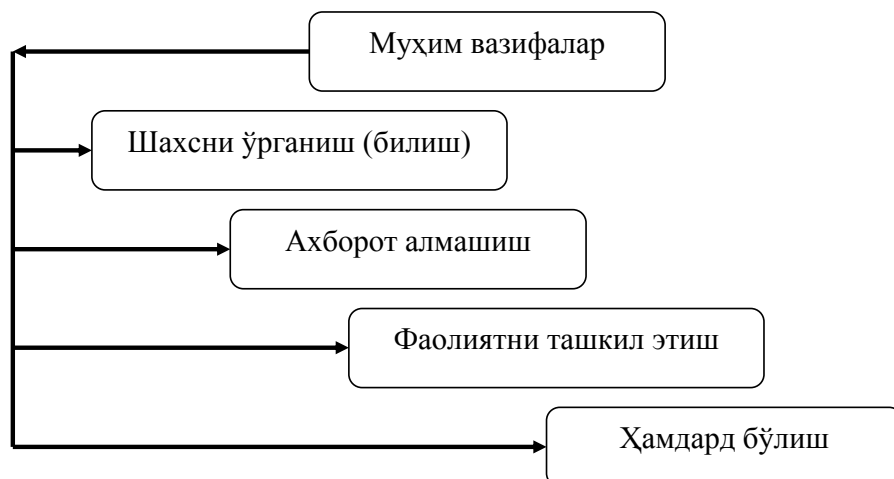 Муҳим вазифалар
Шахсни ўрганиш (билиш)
Ахборот алмашиш
Фаолиятни ташкил этиш
Ҳамдард бўлиш